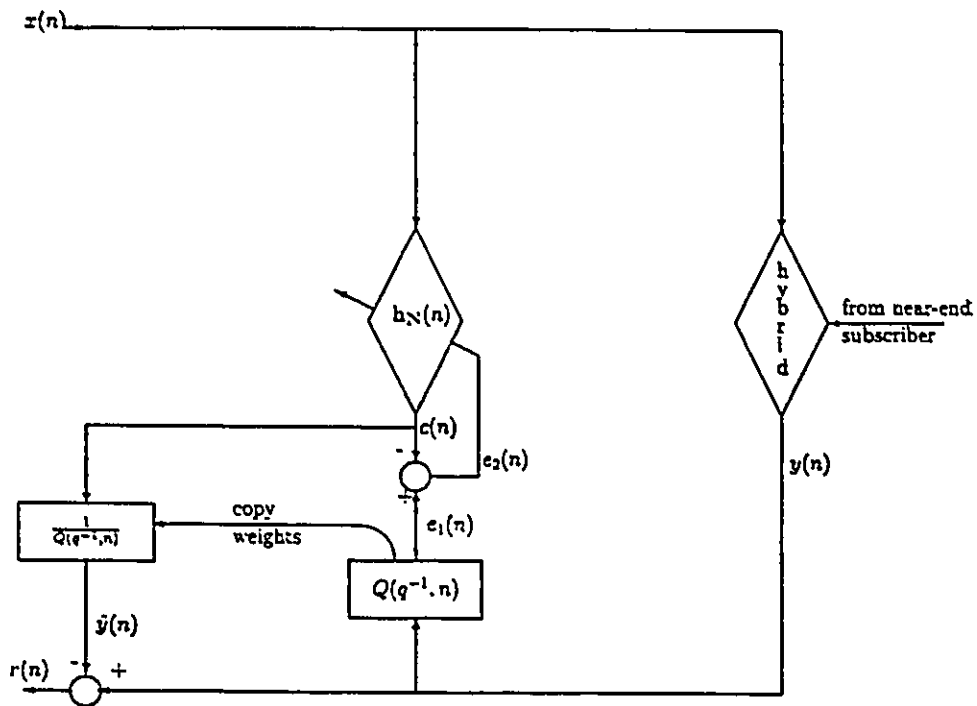 x(n)
h_N(n)
h
y
b
r
i
d
from near-end
subscriber
c(n)
-
+
e_2(n)
y(n)
1
Q(q^{-1}, n)
copy
weights
e_1(n)
Q(q^{-1}, n)
ŷ(n)
r(n)
-
+